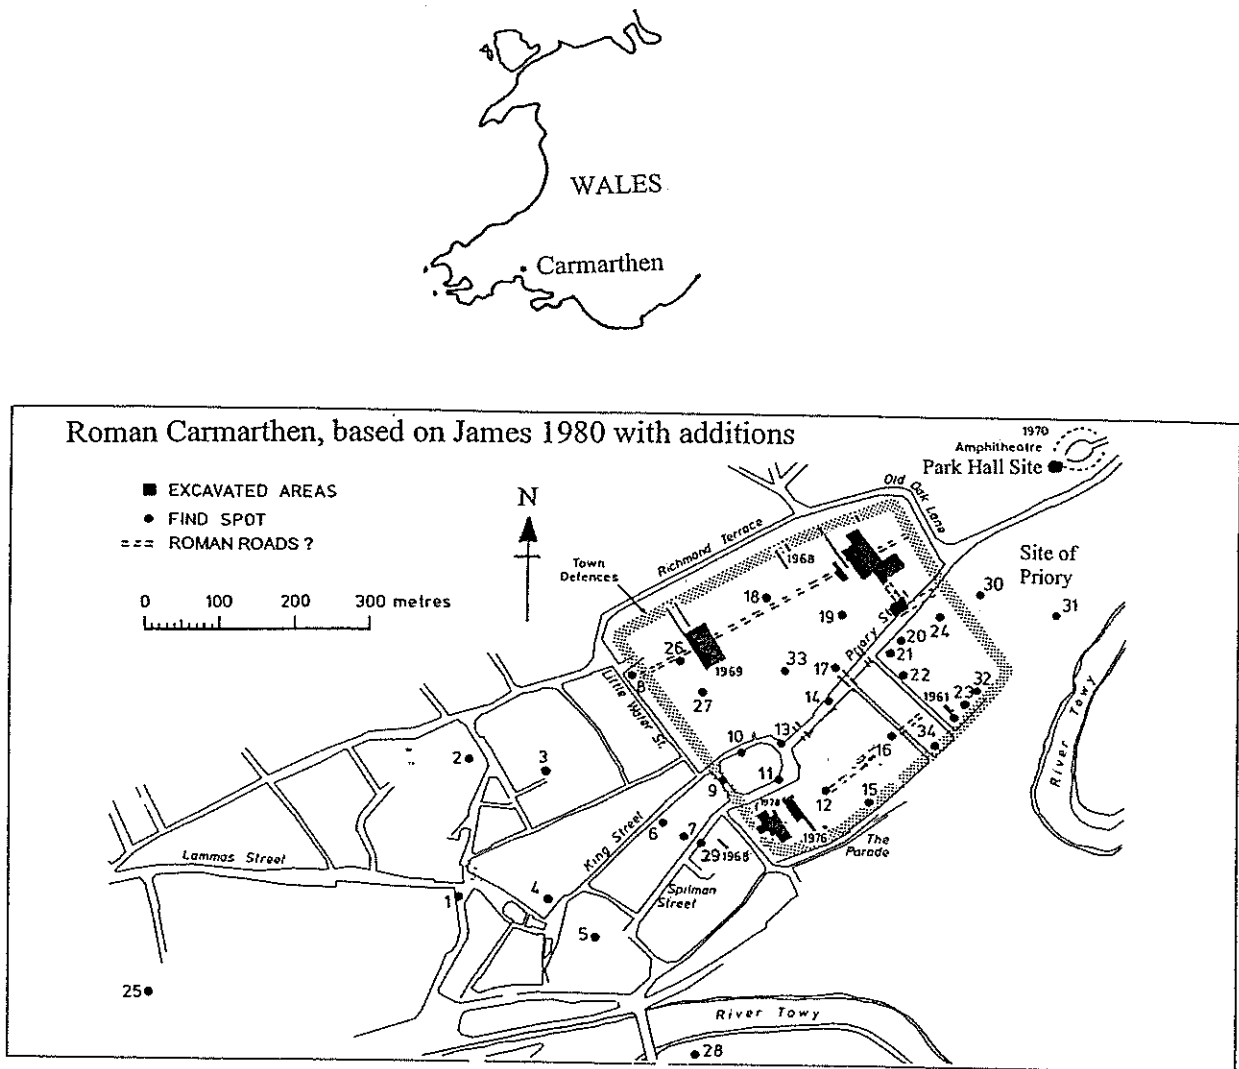 WALES
Carmarthen
Roman Carmarthen, based on James 1980 with additions
EXCAVATED AREAS
FIND SPOT
ROMAN ROADS ?
0 100 200 300 metres
N
1970
Amphitheatre
Park Hall Site
Old Oak Lane
Richmond Terrace
Town
Defences
1968
Site of
Priory
30
31
18
19
Priory St
24
20
21
22
26
1969
33
17
8
27
14
1961
23
32
34
Little Water St.
10
13
16
2
3
9
11
12
15
1978
1976
The
Parade
River Towy
6
7
King Street
29
1968
Spilman
Street
Lammas Street
1
4
5
25
River Towy
28